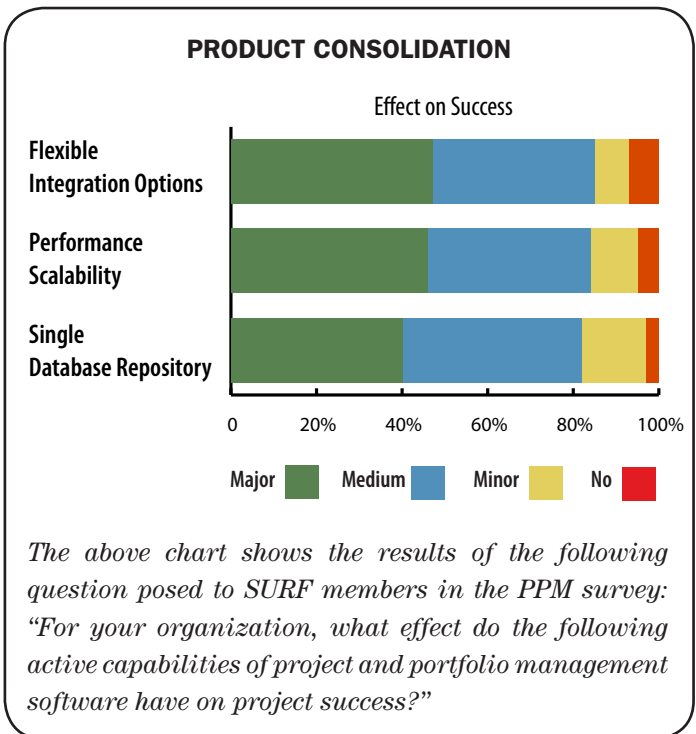 PRODUCT CONSOLIDATION
Effect on Success
Flexible
Integration Options
Performance
Scalability
Single
Database Repository
0 20% 40% 60% 80% 100%
Major Medium Minor No
The above chart shows the results of the following
question posed to SURF members in the PPM survey:
“For your organization, what effect do the following
active capabilities of project and portfolio management
software have on project success?”